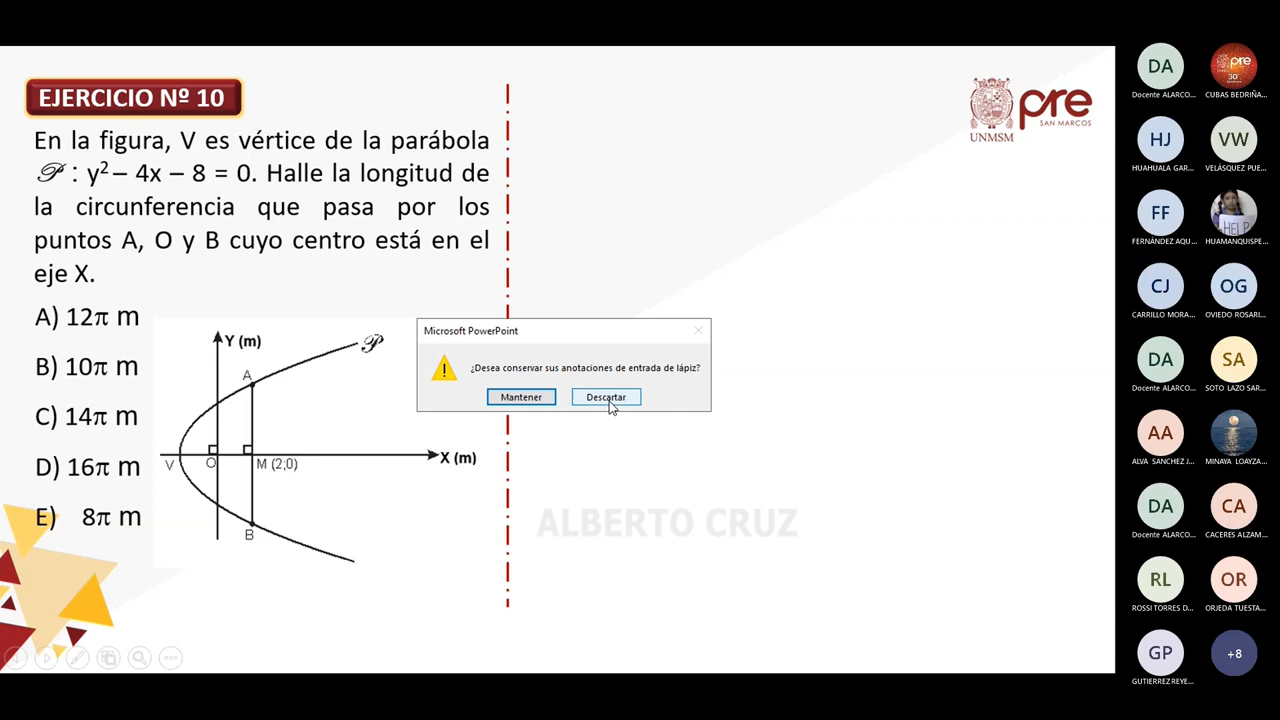 EJERCICIO Nº 10
En la figura, V es vértice de la parábola
𝒫 : y² – 4x – 8 = 0. Halle la longitud de
la circunferencia que pasa por los
puntos A, O y B cuyo centro está en el
eje X.
A) 12π m
B) 10π m
C) 14π m
D) 16π m
E) 8π m
Y (m)
𝒫
A
V
O
M (2;0)
X (m)
B
UNMSM
pre
SAN MARCOS
Microsoft PowerPoint
¿Desea conservar sus anotaciones de entrada de lápiz?
Mantener
Descartar
ALBERTO CRUZ
DA
Docente ALARCO...
pre
30
CUBAS BEDRIÑA...
HJ
HUAHUALA GAR...
VW
VELÁSQUEZ PUE...
FF
FERNÁNDEZ AQU...
HELP
HUAMANQUISPE...
CJ
CARRILLO MORA...
OG
OVIEDO ROSARI...
DA
Docente ALARCO...
SA
SOTO LAZO SAR...
AA
ALVA SANCHEZ J...
MINAYA LOAYZA...
DA
Docente ALARCO...
CA
CACERES ALZAM...
RL
ROSSI TORRES D...
OR
ORJEDA TUESTA...
GP
GUTIERREZ REYE...
+8